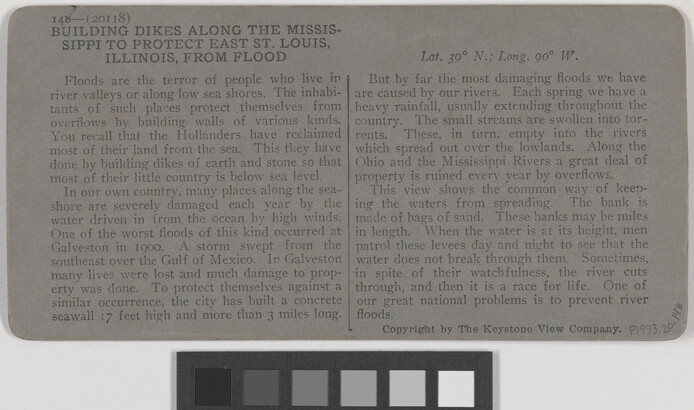 148—(20118)
BUILDING DIKES ALONG THE MISSIS-
SIPPI TO PROTECT EAST ST. LOUIS,
ILLINOIS, FROM FLOOD
Floods are the terror of people who live in
river valleys or along low sea shores. The inhabi-
tants of such places protect themselves from
overflows by building walls of various kinds.
You recall that the Hollanders have reclaimed
most of their land from the sea. This they have
done by building dikes of earth and stone so that
most of their little country is below sea level.
In our own country, many places along the sea-
shore are severely damaged each year by the
water driven in from the ocean by high winds.
One of the worst floods of this kind occurred at
Galveston in 1900. A storm swept from the
southeast over the Gulf of Mexico. In Galveston
many lives were lost and much damage to prop-
erty was done. To protect themselves against a
similar occurrence, the city has built a concrete
seawall 17 feet high and more than 3 miles long.
Lat. 39° N.; Long. 90° W.
But by far the most damaging floods we have
are caused by our rivers. Each spring we have a
heavy rainfall, usually extending throughout the
country. The small streams are swollen into tor-
rents. These, in turn, empty into the rivers
which spread out over the lowlands. Along the
Ohio and the Mississippi Rivers a great deal of
property is ruined every year by overflows.
This view shows the common way of keep-
ing the waters from spreading. The bank is
made of bags of sand. These banks may be miles
in length. When the water is at its height, men
patrol these levees day and night to see that the
water does not break through them. Sometimes,
in spite of their watchfulness, the river cuts
through, and then it is a race for life. One of
our great national problems is to prevent river
floods.
Copyright by The Keystone View Company.
P1993.20.148